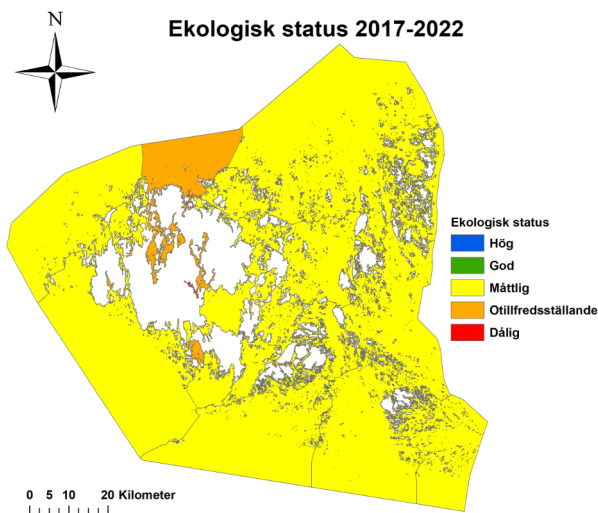 N
Ekologisk status 2017-2022
Ekologisk status
Hög
God
Måttlig
Otillfredsställande
Dålig
0 5 10 20 Kilometer